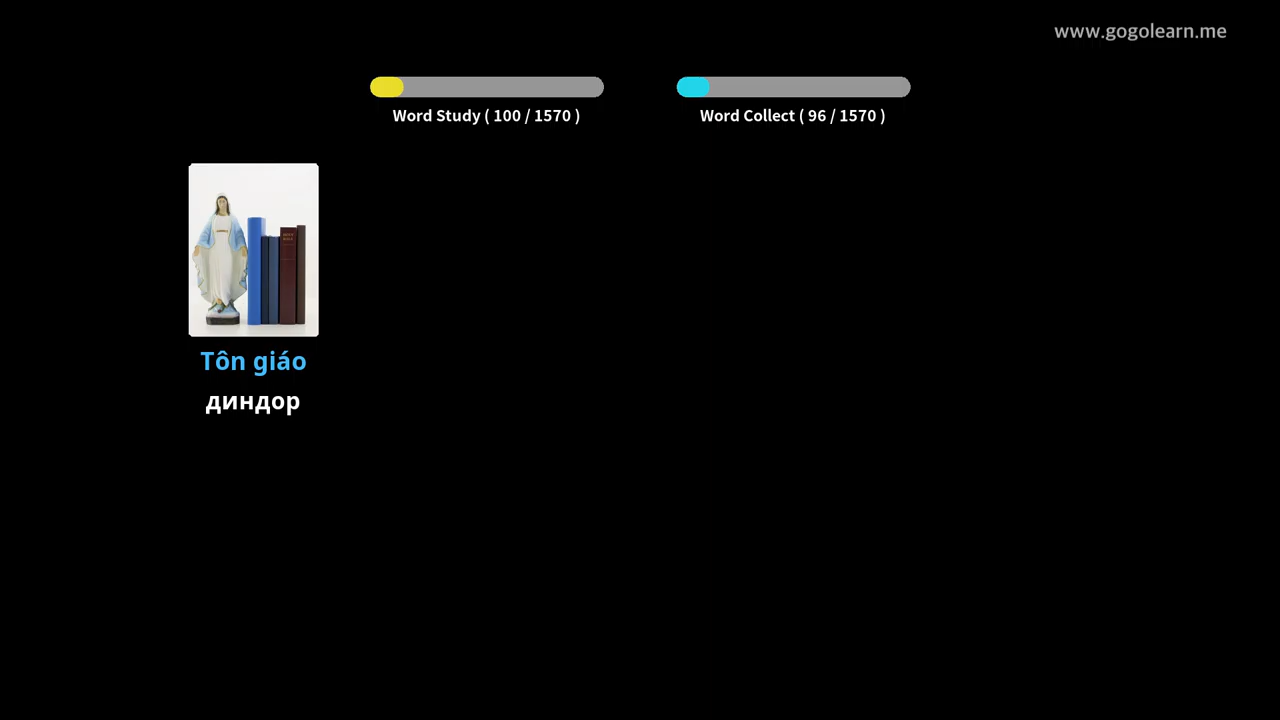 www.gogolearn.me
Word Study ( 100 / 1570 )
Word Collect ( 96 / 1570 )
Tôn giáo
диндор